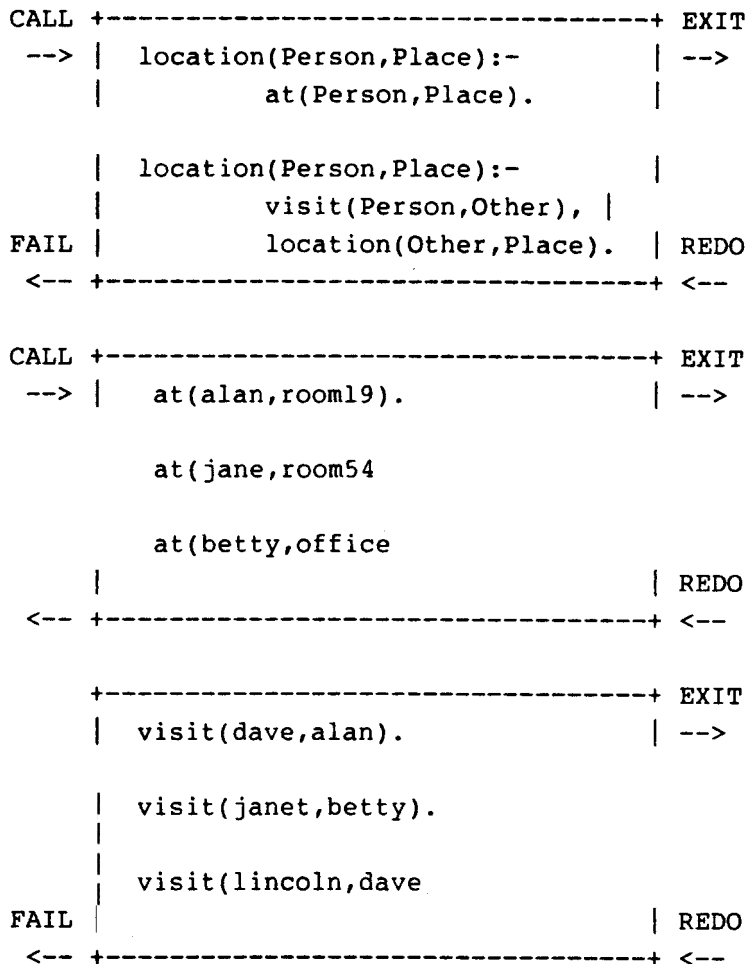 CALL +----------------------------------+ EXIT
--> | location(Person,Place):- | -->
| at(Person,Place). |
| location(Person,Place):- |
| visit(Person,Other), |
FAIL | location(Other,Place). | REDO
<-- +----------------------------------+ <--
CALL +----------------------------------+ EXIT
--> | at(alan,room19). | -->
at(jane,room54
at(betty,office
| | REDO
<-- +----------------------------------+ <--
+----------------------------------+ EXIT
| visit(dave,alan). | -->
| visit(janet,betty).
|
| visit(lincoln,dave
FAIL | | REDO
<-- +----------------------------------+ <--